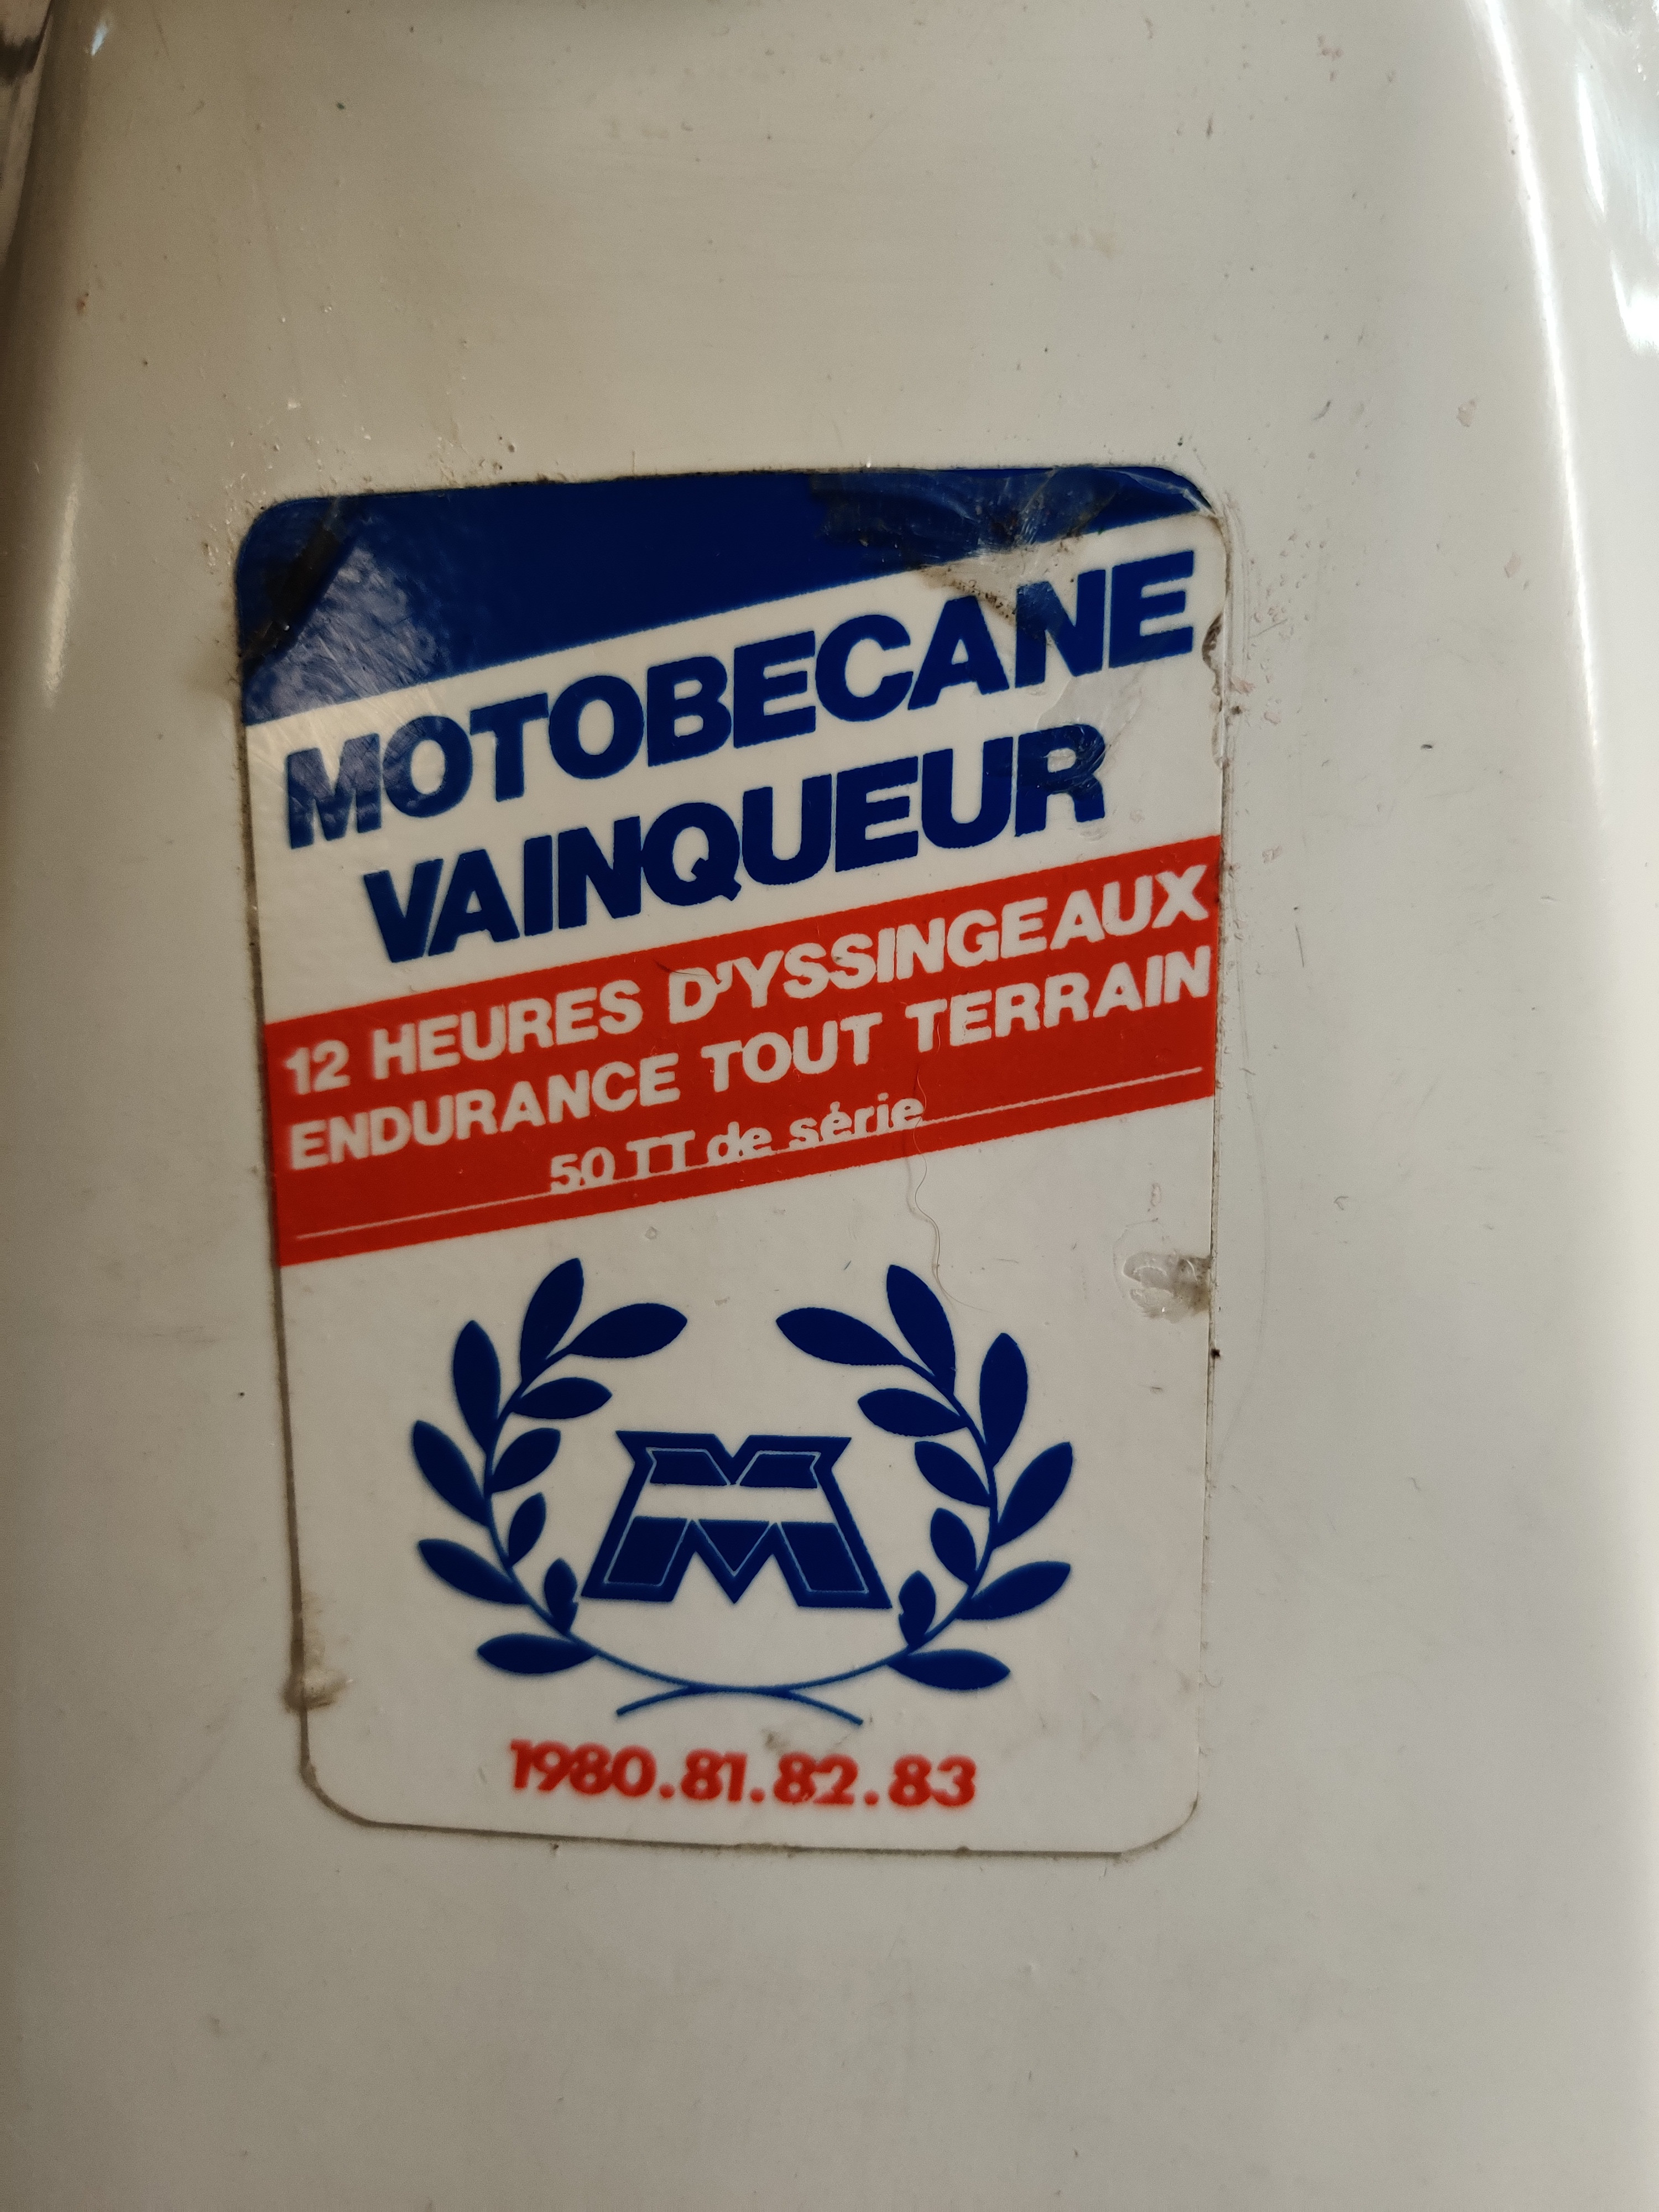 MOTOBECANE
VAINQUEUR
12 HEURES D'YSSINGEAUX
ENDURANCE TOUT TERRAIN
50 TT de série
M
1980.81.82.83